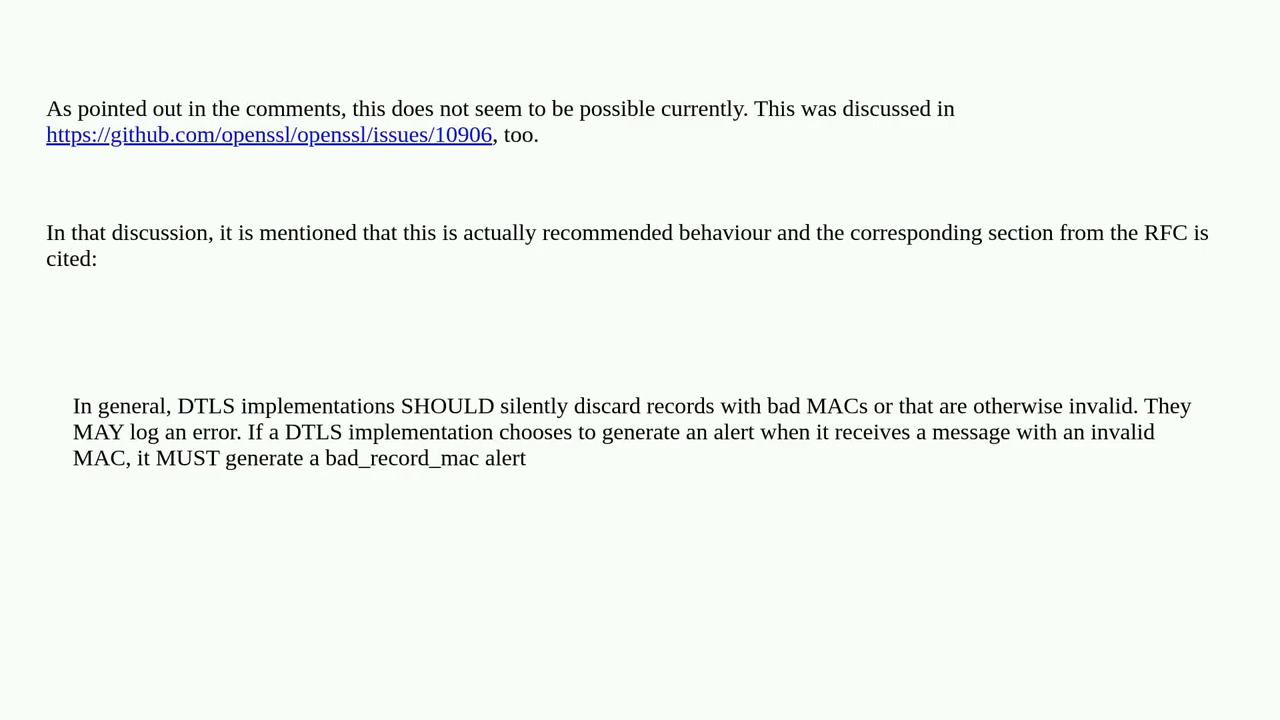 As pointed out in the comments, this does not seem to be possible currently. This was discussed in
https://github.com/openssl/openssl/issues/10906, too.
In that discussion, it is mentioned that this is actually recommended behaviour and the corresponding section from the RFC is
cited:
In general, DTLS implementations SHOULD silently discard records with bad MACs or that are otherwise invalid. They
MAY log an error. If a DTLS implementation chooses to generate an alert when it receives a message with an invalid
MAC, it MUST generate a bad_record_mac alert